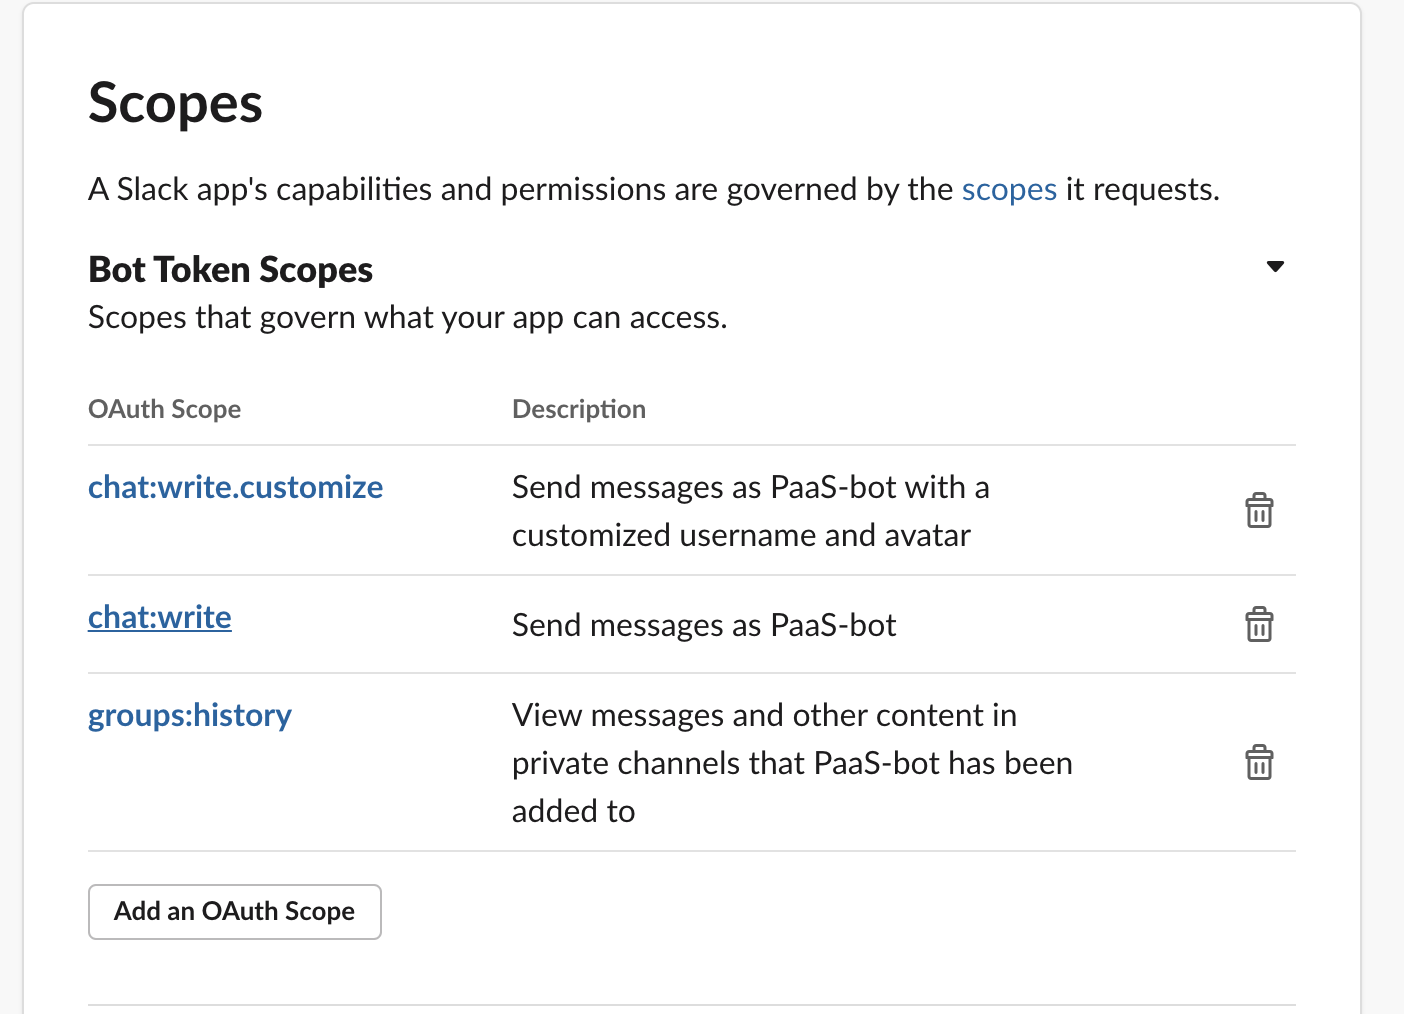 Scopes
A Slack app's capabilities and permissions are governed by the scopes it requests.
Bot Token Scopes
Scopes that govern what your app can access.
OAuth Scope Description
chat:write.customize Send messages as PaaS-bot with a
customized username and avatar
chat:write Send messages as PaaS-bot
groups:history View messages and other content in
private channels that PaaS-bot has been
added to
Add an OAuth Scope